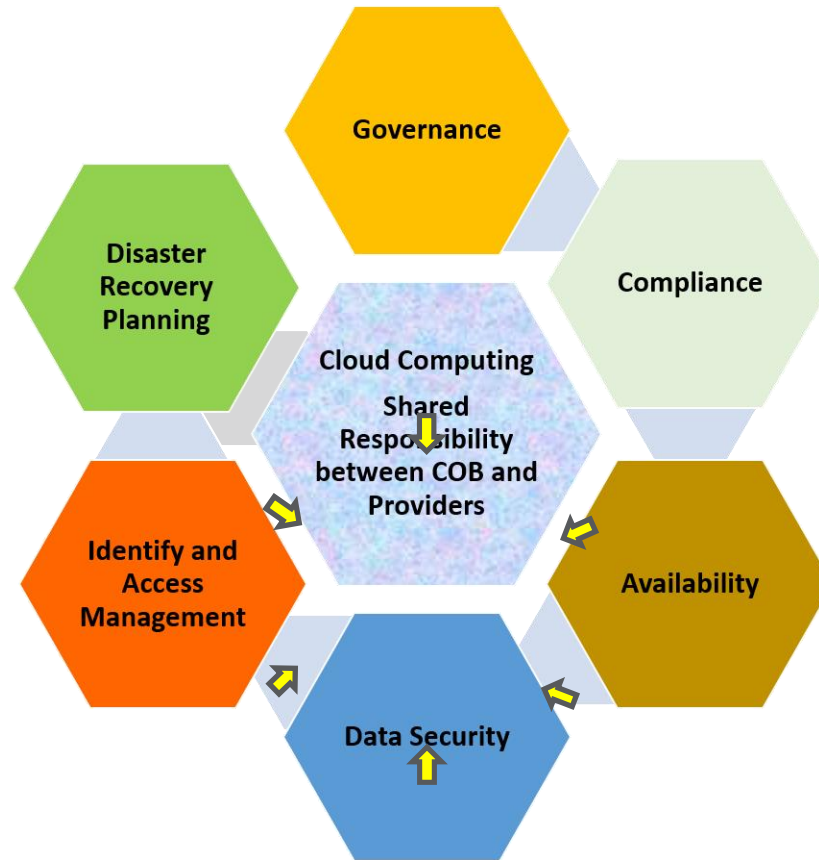 Governance
Disaster
Recovery
Planning
Compliance
Cloud Computing
Shared
Responsibility
between COB and
Providers
Identify and
Access
Management
Availability
Data Security